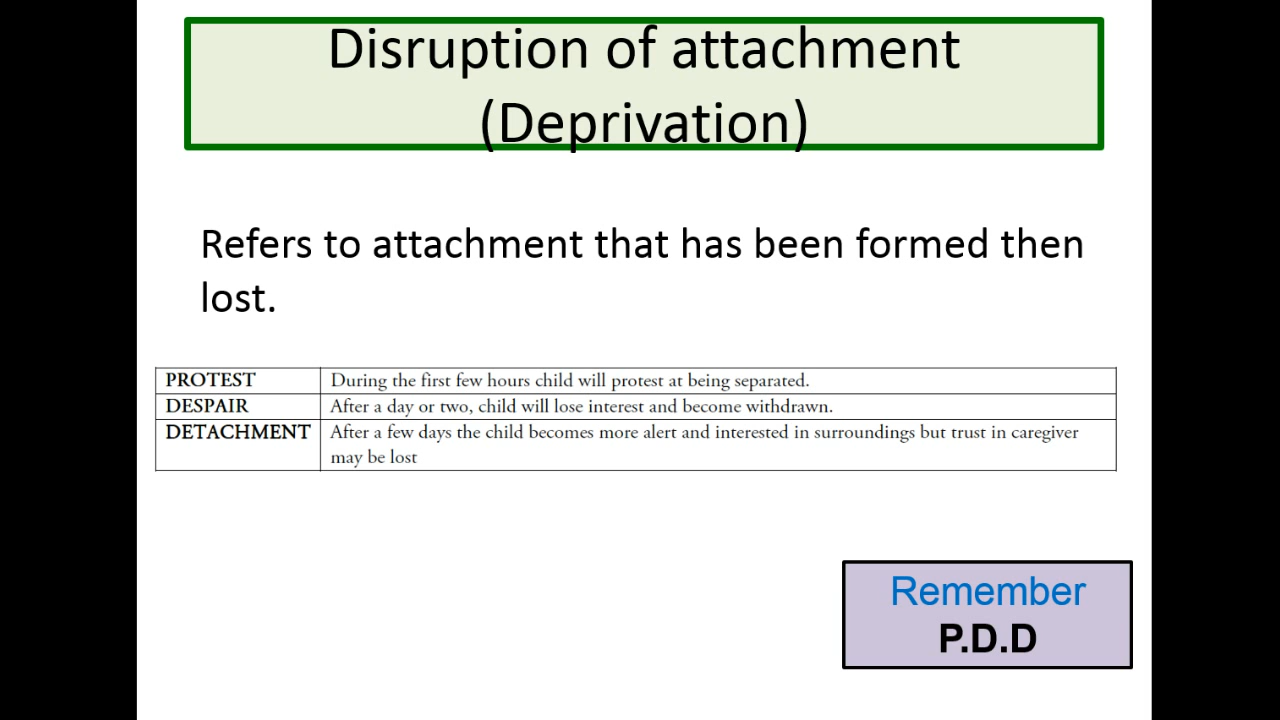 Disruption of attachment
(Deprivation)
Refers to attachment that has been formed then
lost.
PROTEST During the first few hours child will protest at being separated.
DESPAIR After a day or two, child will lose interest and become withdrawn.
DETACHMENT After a few days the child becomes more alert and interested in surroundings but trust in caregiver
may be lost
Remember
P.D.D